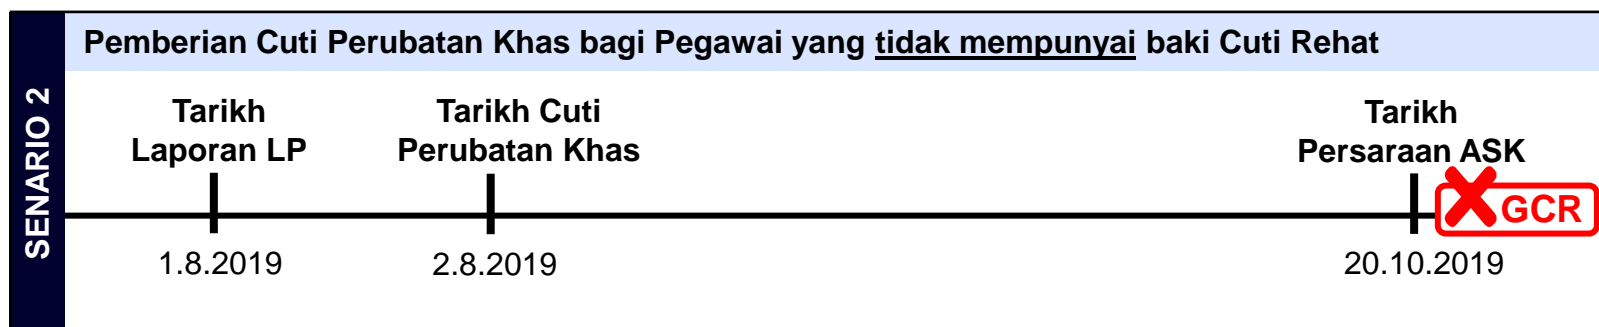 SENARIO 2
Pemberian Cuti Perubatan Khas bagi Pegawai yang tidak mempunyai baki Cuti Rehat
Tarikh
Laporan LP
Tarikh Cuti
Perubatan Khas
Tarikh
Persaraan ASK
GCR
1.8.2019
2.8.2019
20.10.2019